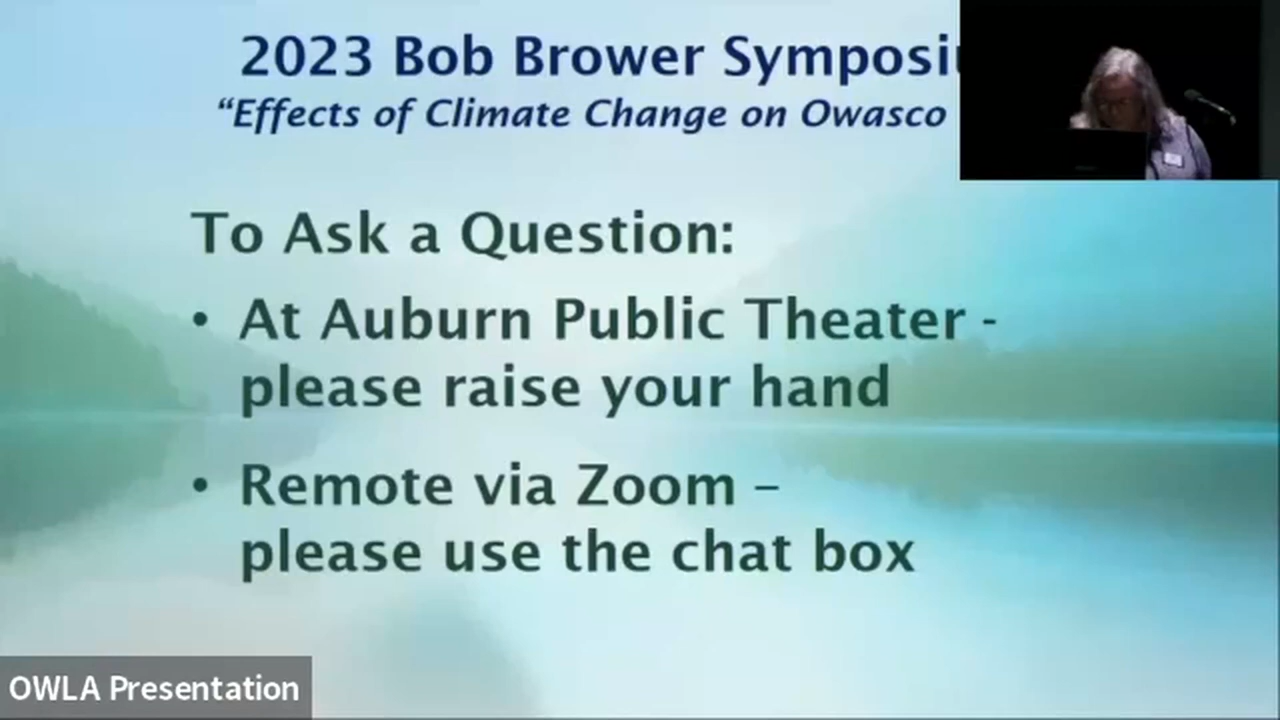 2023 Bob Brower Symposi
“Effects of Climate Change on Owasco
To Ask a Question:
• At Auburn Public Theater -
please raise your hand
• Remote via Zoom –
please use the chat box
OWLA Presentation